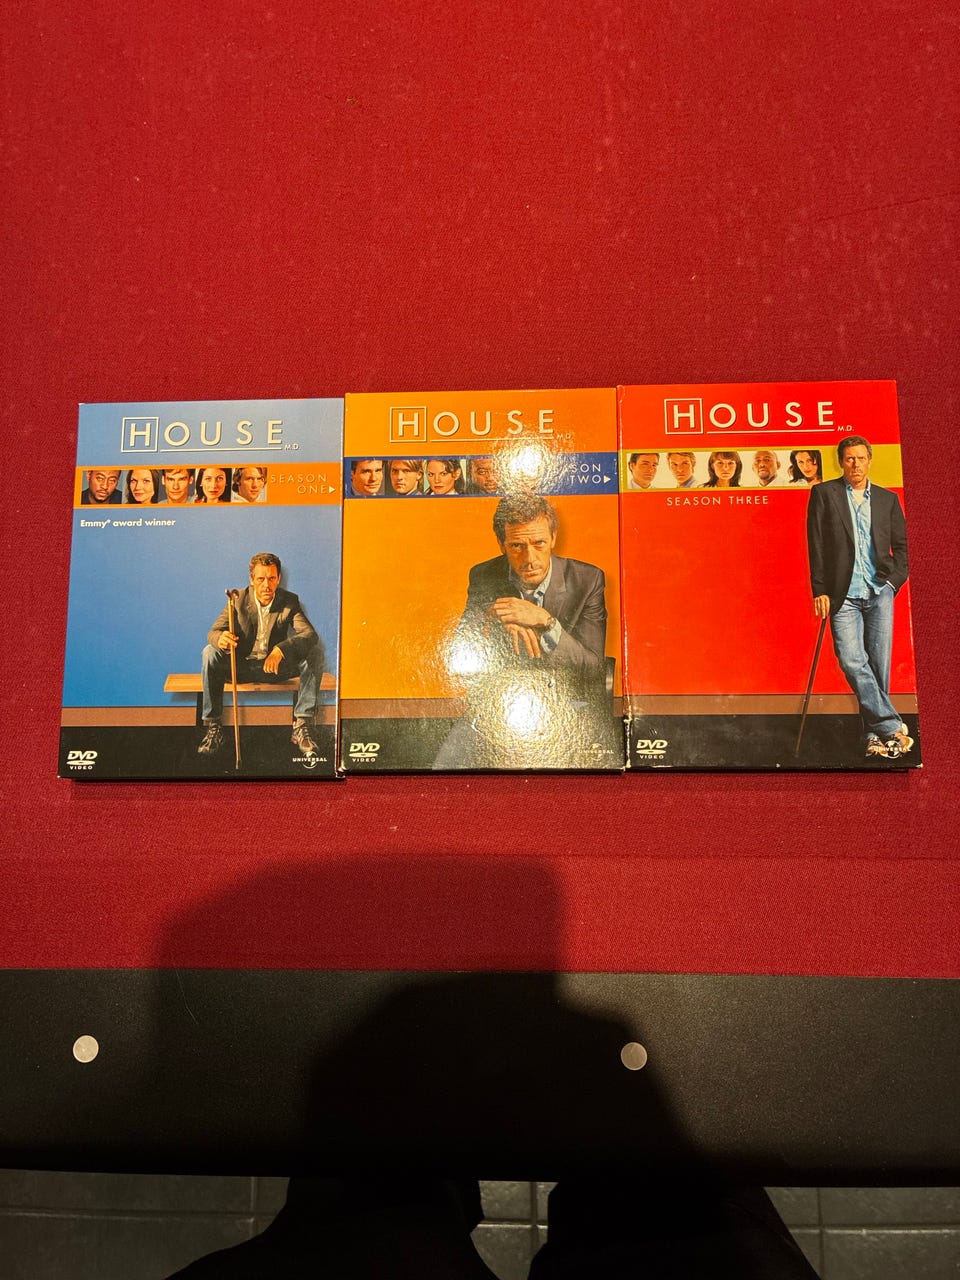 HOUSE M.D.
SEASON
ONE
Emmy® award winner
DVD
VIDEO
UNIVERSAL
HOUSE M.D.
TWO
DVD
VIDEO
UNIVERSAL
HOUSE M.D.
SEASON THREE
DVD
VIDEO
UNIVERSAL